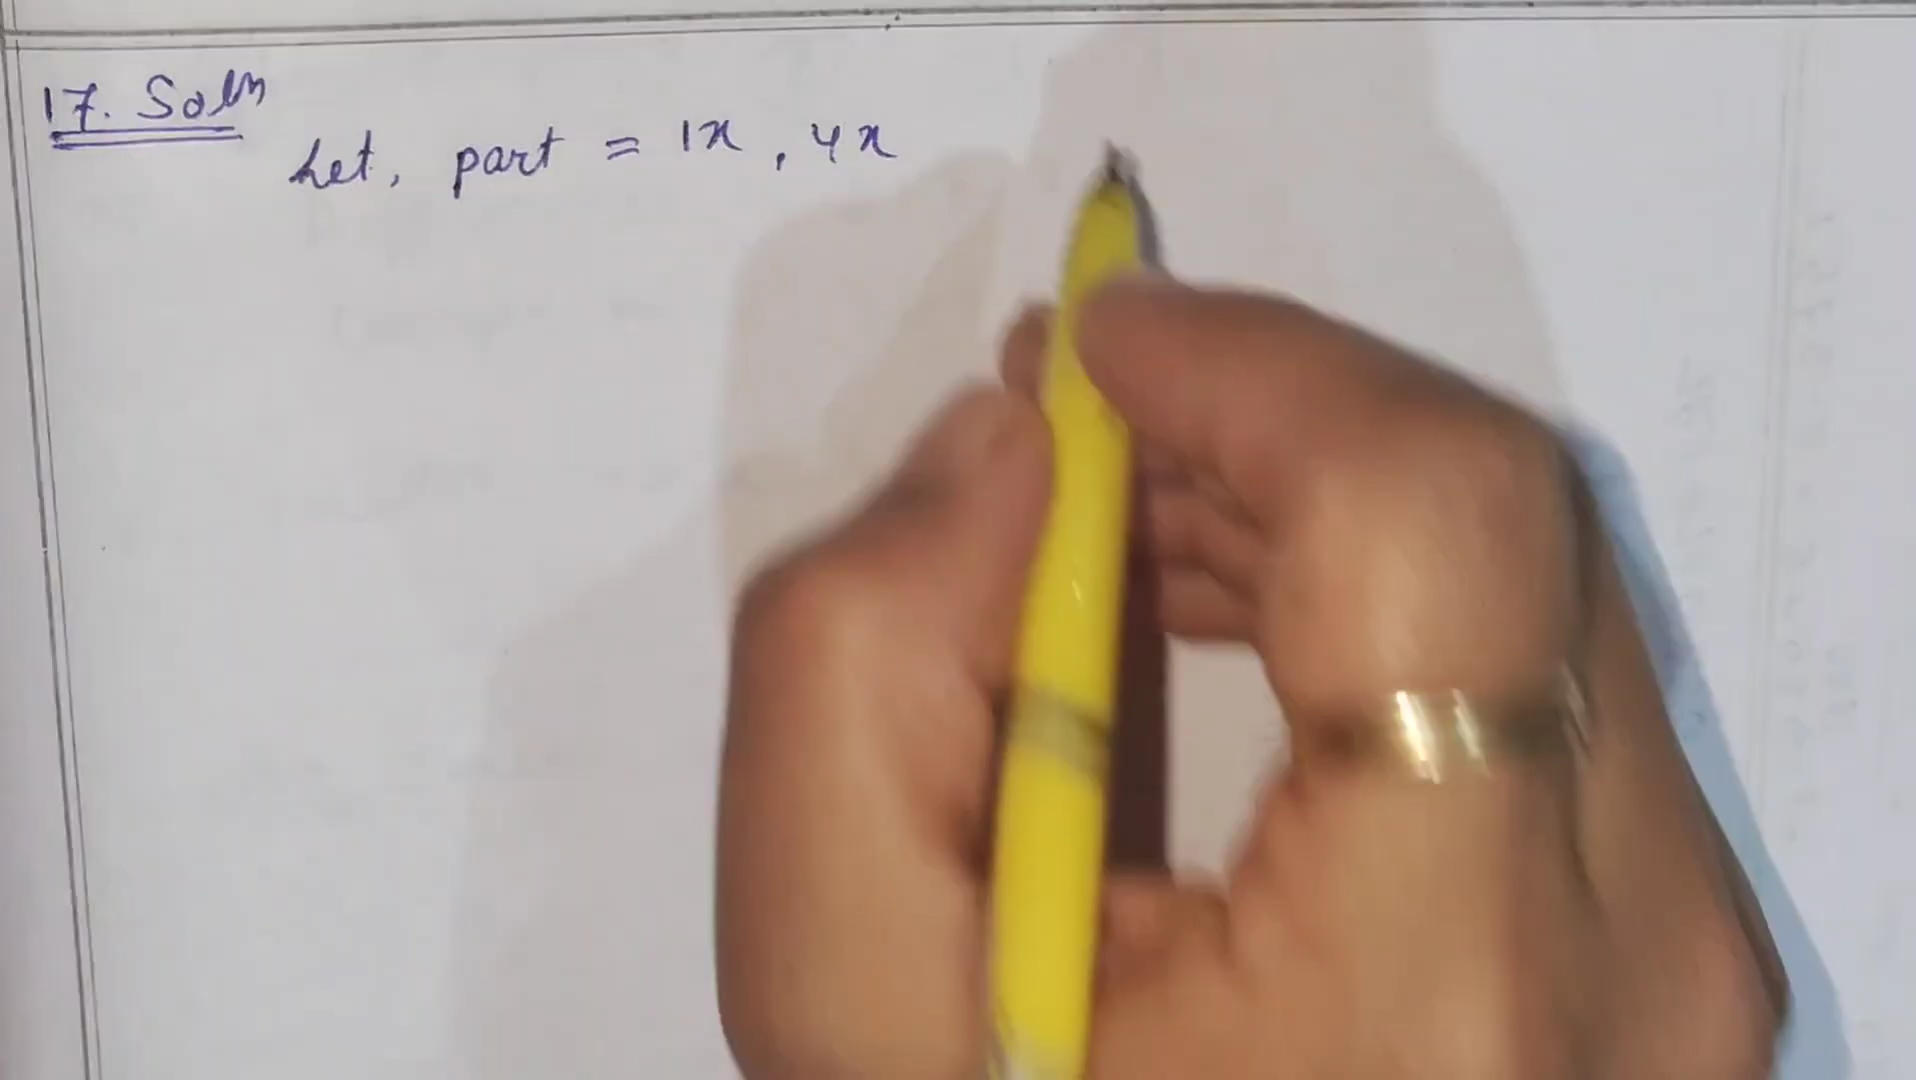 17. Soln
Let, part = 1x, 4x